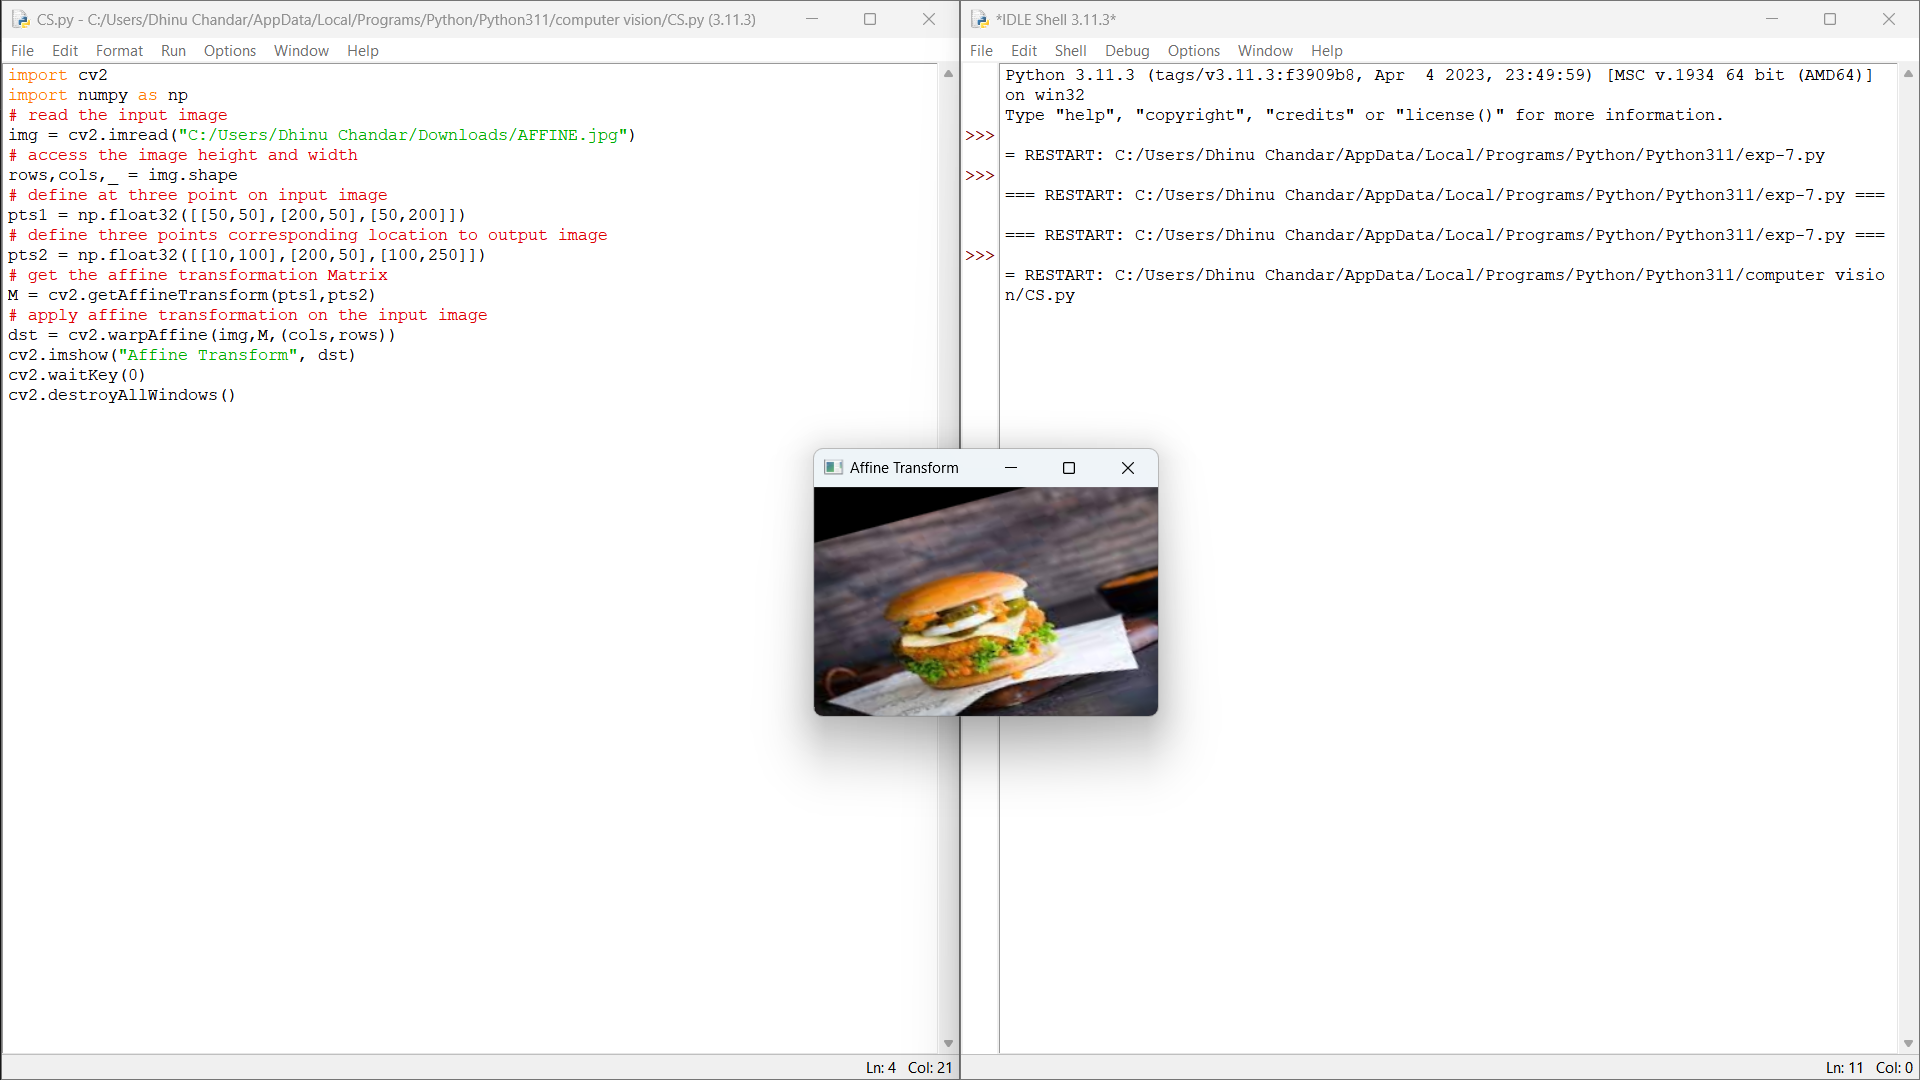 CS.py - C:/Users/Dhinu Chandar/AppData/Local/Programs/Python/Python311/computer vision/CS.py (3.11.3)
File Edit Format Run Options Window Help
import cv2
import numpy as np
# read the input image
img = cv2.imread("C:/Users/Dhinu Chandar/Downloads/AFFINE.jpg")
# access the image height and width
rows,cols,_ = img.shape
# define at three point on input image
pts1 = np.float32([[50,50],[200,50],[50,200]])
# define three points corresponding location to output image
pts2 = np.float32([[10,100],[200,50],[100,250]])
# get the affine transformation Matrix
M = cv2.getAffineTransform(pts1,pts2)
# apply affine transformation on the input image
dst = cv2.warpAffine(img,M,(cols,rows))
cv2.imshow("Affine Transform", dst)
cv2.waitKey(0)
cv2.destroyAllWindows()
Ln: 4 Col: 21
*IDLE Shell 3.11.3*
File Edit Shell Debug Options Window Help
Python 3.11.3 (tags/v3.11.3:f3909b8, Apr  4 2023, 23:49:59) [MSC v.1934 64 bit (AMD64)]
on win32
Type "help", "copyright", "credits" or "license()" for more information.
>>>
= RESTART: C:/Users/Dhinu Chandar/AppData/Local/Programs/Python/Python311/exp-7.py
>>>
=== RESTART: C:/Users/Dhinu Chandar/AppData/Local/Programs/Python/Python311/exp-7.py ===
=== RESTART: C:/Users/Dhinu Chandar/AppData/Local/Programs/Python/Python311/exp-7.py ===
>>>
= RESTART: C:/Users/Dhinu Chandar/AppData/Local/Programs/Python/Python311/computer visio
n/CS.py
Ln: 11 Col: 0
Affine Transform